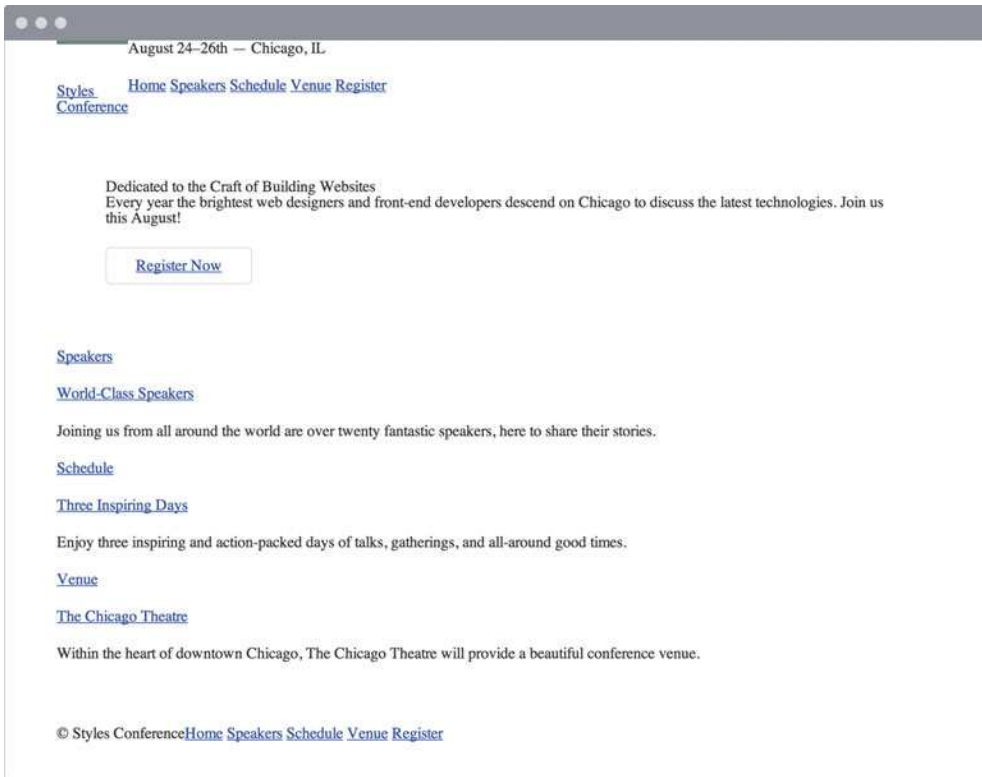 August 24–26th — Chicago, IL
Home Speakers Schedule Venue Register
Styles
Conference
Dedicated to the Craft of Building Websites
Every year the brightest web designers and front-end developers descend on Chicago to discuss the latest technologies. Join us
this August!
Register Now
Speakers
World-Class Speakers
Joining us from all around the world are over twenty fantastic speakers, here to share their stories.
Schedule
Three Inspiring Days
Enjoy three inspiring and action-packed days of talks, gatherings, and all-around good times.
Venue
The Chicago Theatre
Within the heart of downtown Chicago, The Chicago Theatre will provide a beautiful conference venue.
© Styles ConferenceHome Speakers Schedule Venue Register